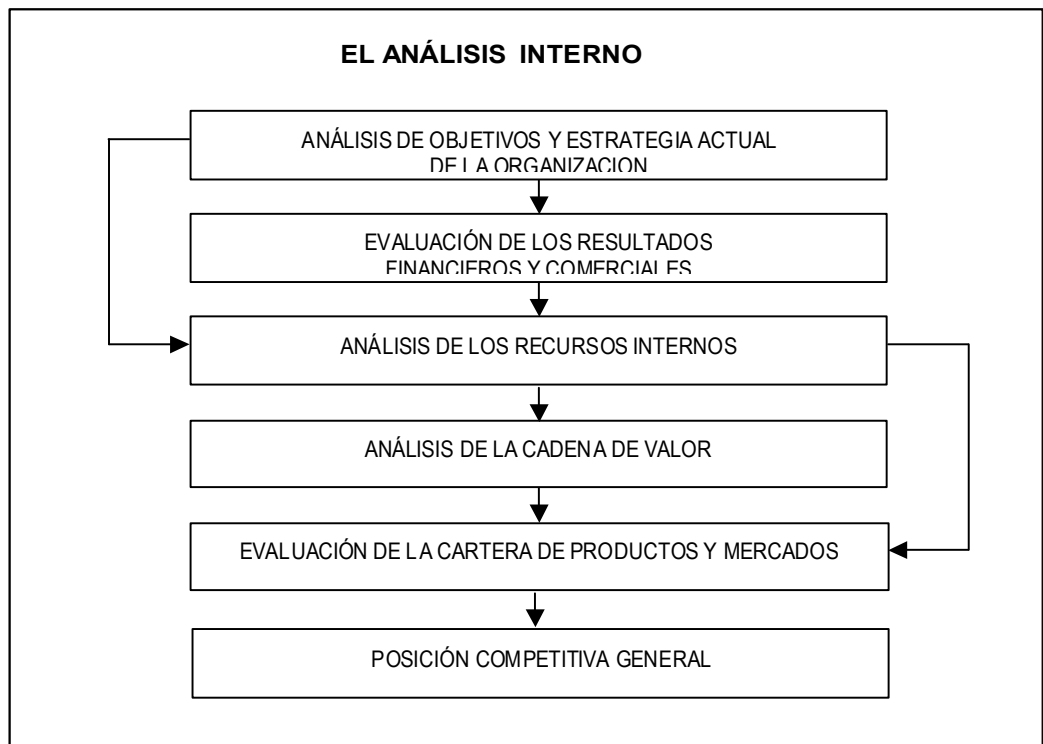 EL ANÁLISIS INTERNO
ANÁLISIS DE OBJETIVOS Y ESTRATEGIA ACTUAL
DE LA ORGANIZACION
EVALUACIÓN DE LOS RESULTADOS
FINANCIEROS Y COMERCIALES
ANÁLISIS DE LOS RECURSOS INTERNOS
ANÁLISIS DE LA CADENA DE VALOR
EVALUACIÓN DE LA CARTERA DE PRODUCTOS Y MERCADOS
POSICIÓN COMPETITIVA GENERAL